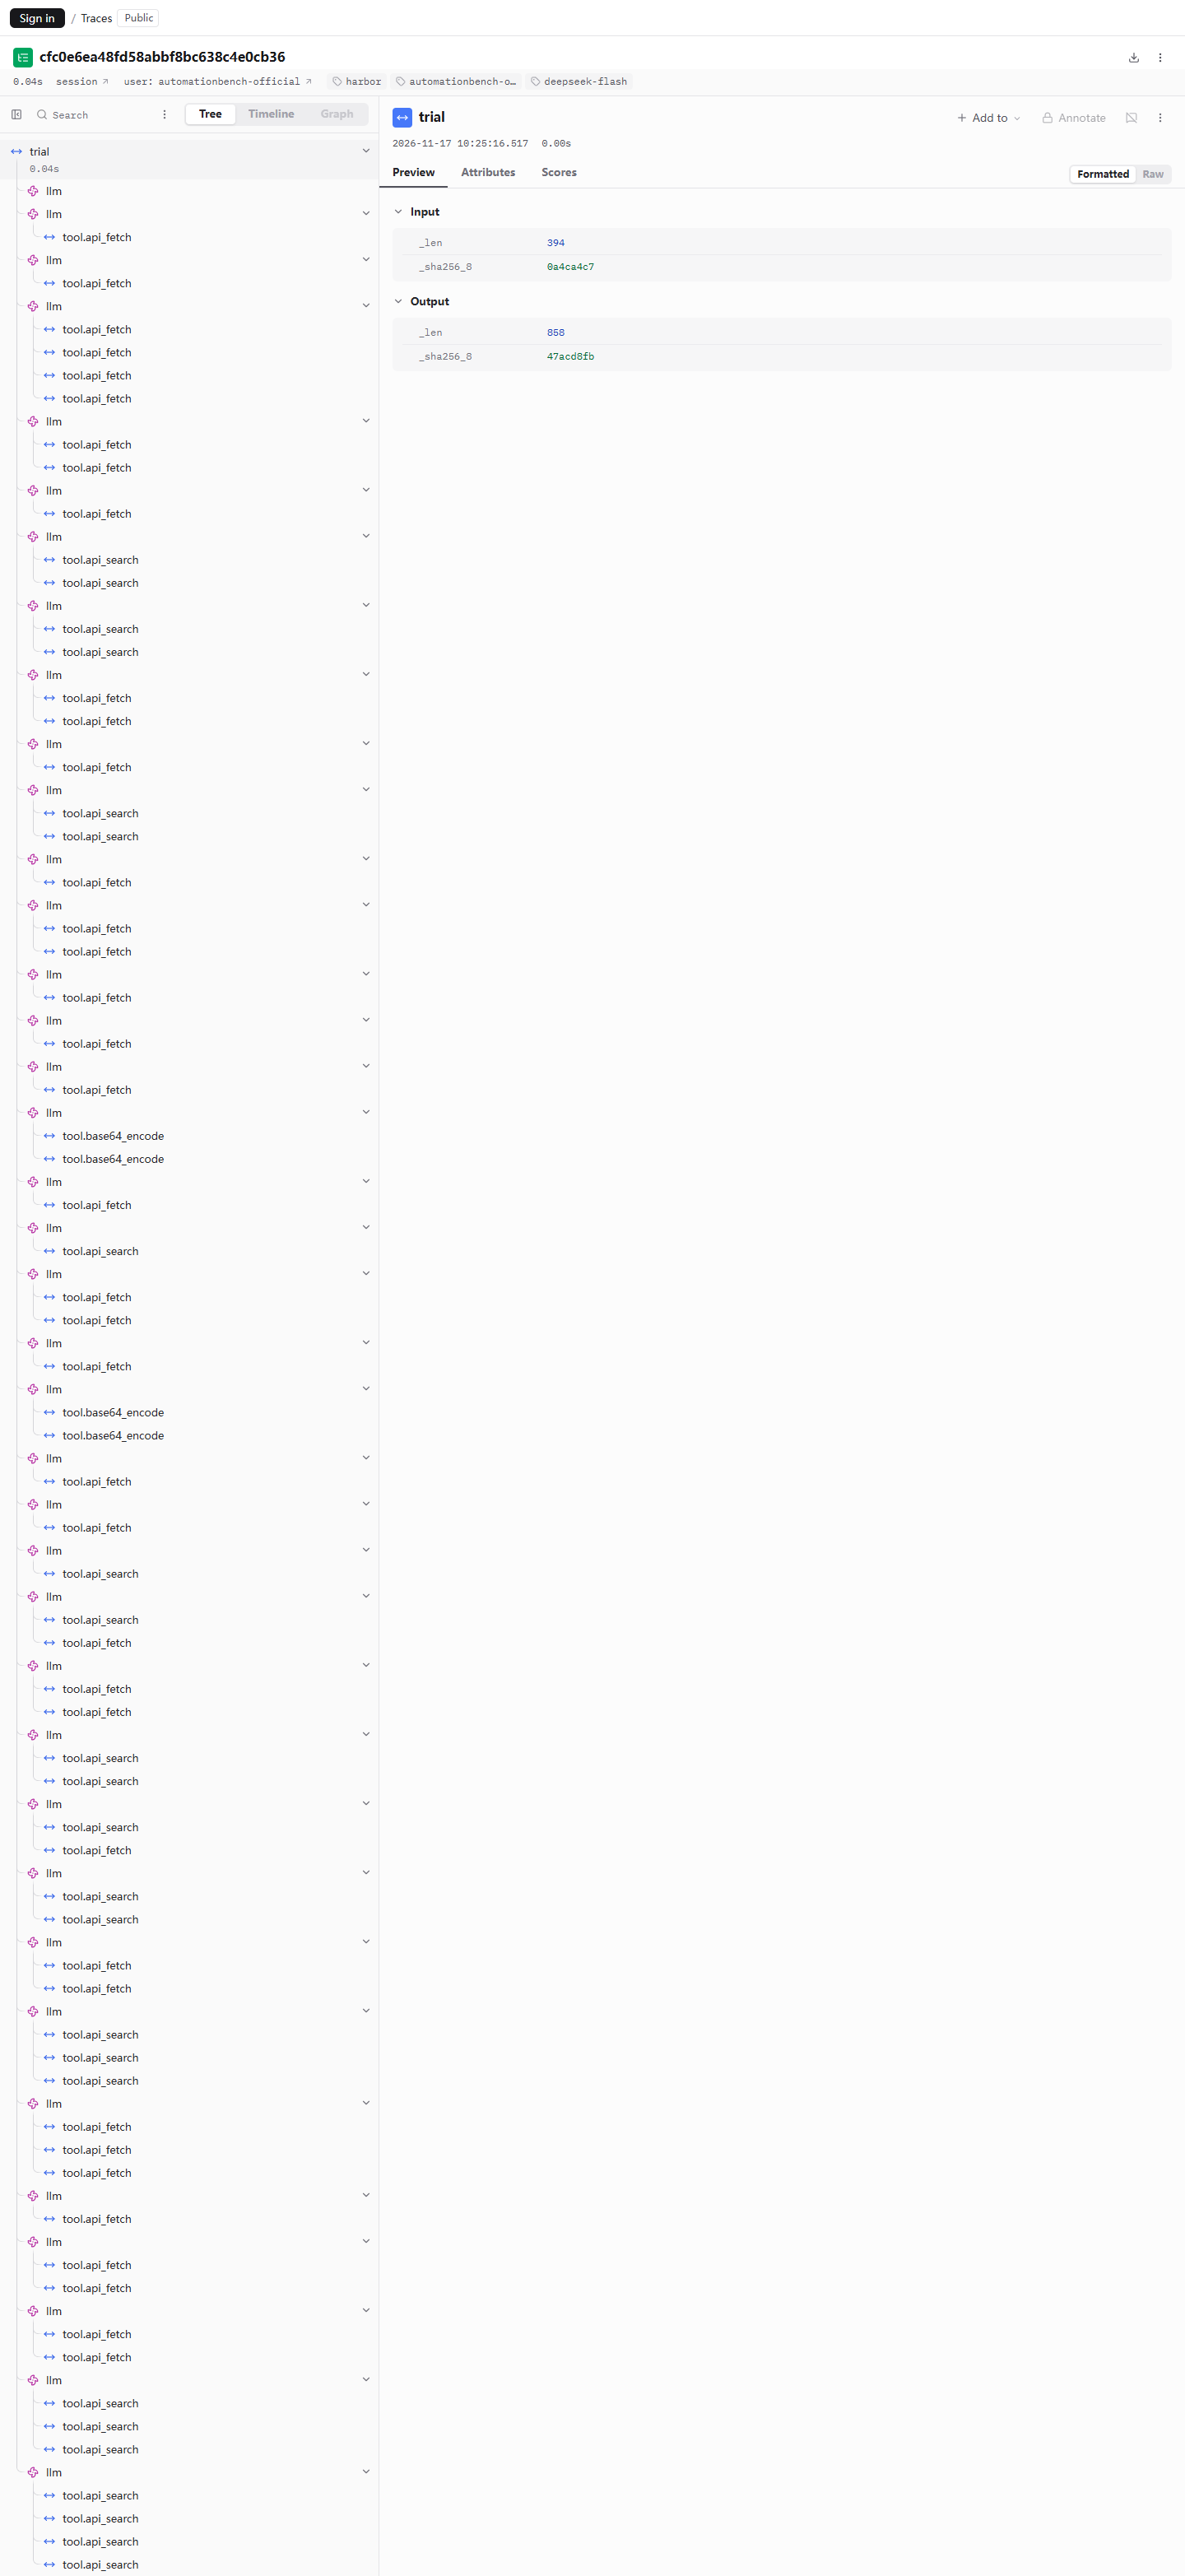 Sign in / Traces Public
cfc0e6ea48fd58abbf8bc638c4e0cb36
0.04s session user: automationbench-official harbor automationbench-o… deepseek-flash
Search Tree Timeline Graph
trial
0.04s
llm
llm
tool.api_fetch
llm
tool.api_fetch
llm
tool.api_fetch
tool.api_fetch
tool.api_fetch
tool.api_fetch
llm
tool.api_fetch
tool.api_fetch
llm
tool.api_fetch
llm
tool.api_search
tool.api_search
llm
tool.api_search
tool.api_search
llm
tool.api_fetch
tool.api_fetch
llm
tool.api_fetch
llm
tool.api_search
tool.api_search
llm
tool.api_fetch
llm
tool.api_fetch
tool.api_fetch
llm
tool.api_fetch
llm
tool.api_fetch
llm
tool.api_fetch
llm
tool.base64_encode
tool.base64_encode
llm
tool.api_fetch
llm
tool.api_search
llm
tool.api_fetch
tool.api_fetch
llm
tool.api_fetch
llm
tool.base64_encode
tool.base64_encode
llm
tool.api_fetch
llm
tool.api_fetch
llm
tool.api_search
llm
tool.api_search
tool.api_fetch
llm
tool.api_fetch
tool.api_fetch
llm
tool.api_search
tool.api_search
llm
tool.api_search
tool.api_fetch
llm
tool.api_search
tool.api_search
llm
tool.api_fetch
tool.api_fetch
llm
tool.api_search
tool.api_search
tool.api_search
llm
tool.api_fetch
tool.api_fetch
tool.api_fetch
llm
tool.api_fetch
llm
tool.api_fetch
tool.api_fetch
llm
tool.api_fetch
tool.api_fetch
llm
tool.api_search
tool.api_search
tool.api_search
llm
tool.api_search
tool.api_search
tool.api_search
tool.api_search
trial
Add to Annotate
2026-11-17 10:25:16.517 0.00s
Preview Attributes Scores Formatted Raw
Input
_len 394
_sha256_8 0a4ca4c7
Output
_len 858
_sha256_8 47acd8fb